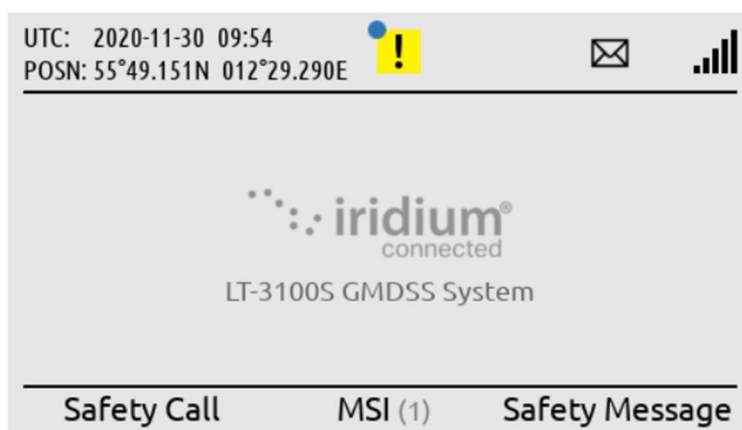 UTC: 2020-11-30 09:54
POSN: 55°49.151N 012°29.290E
!
iridium®
connected
LT-3100S GMDSS System
Safety Call MSI (1) Safety Message